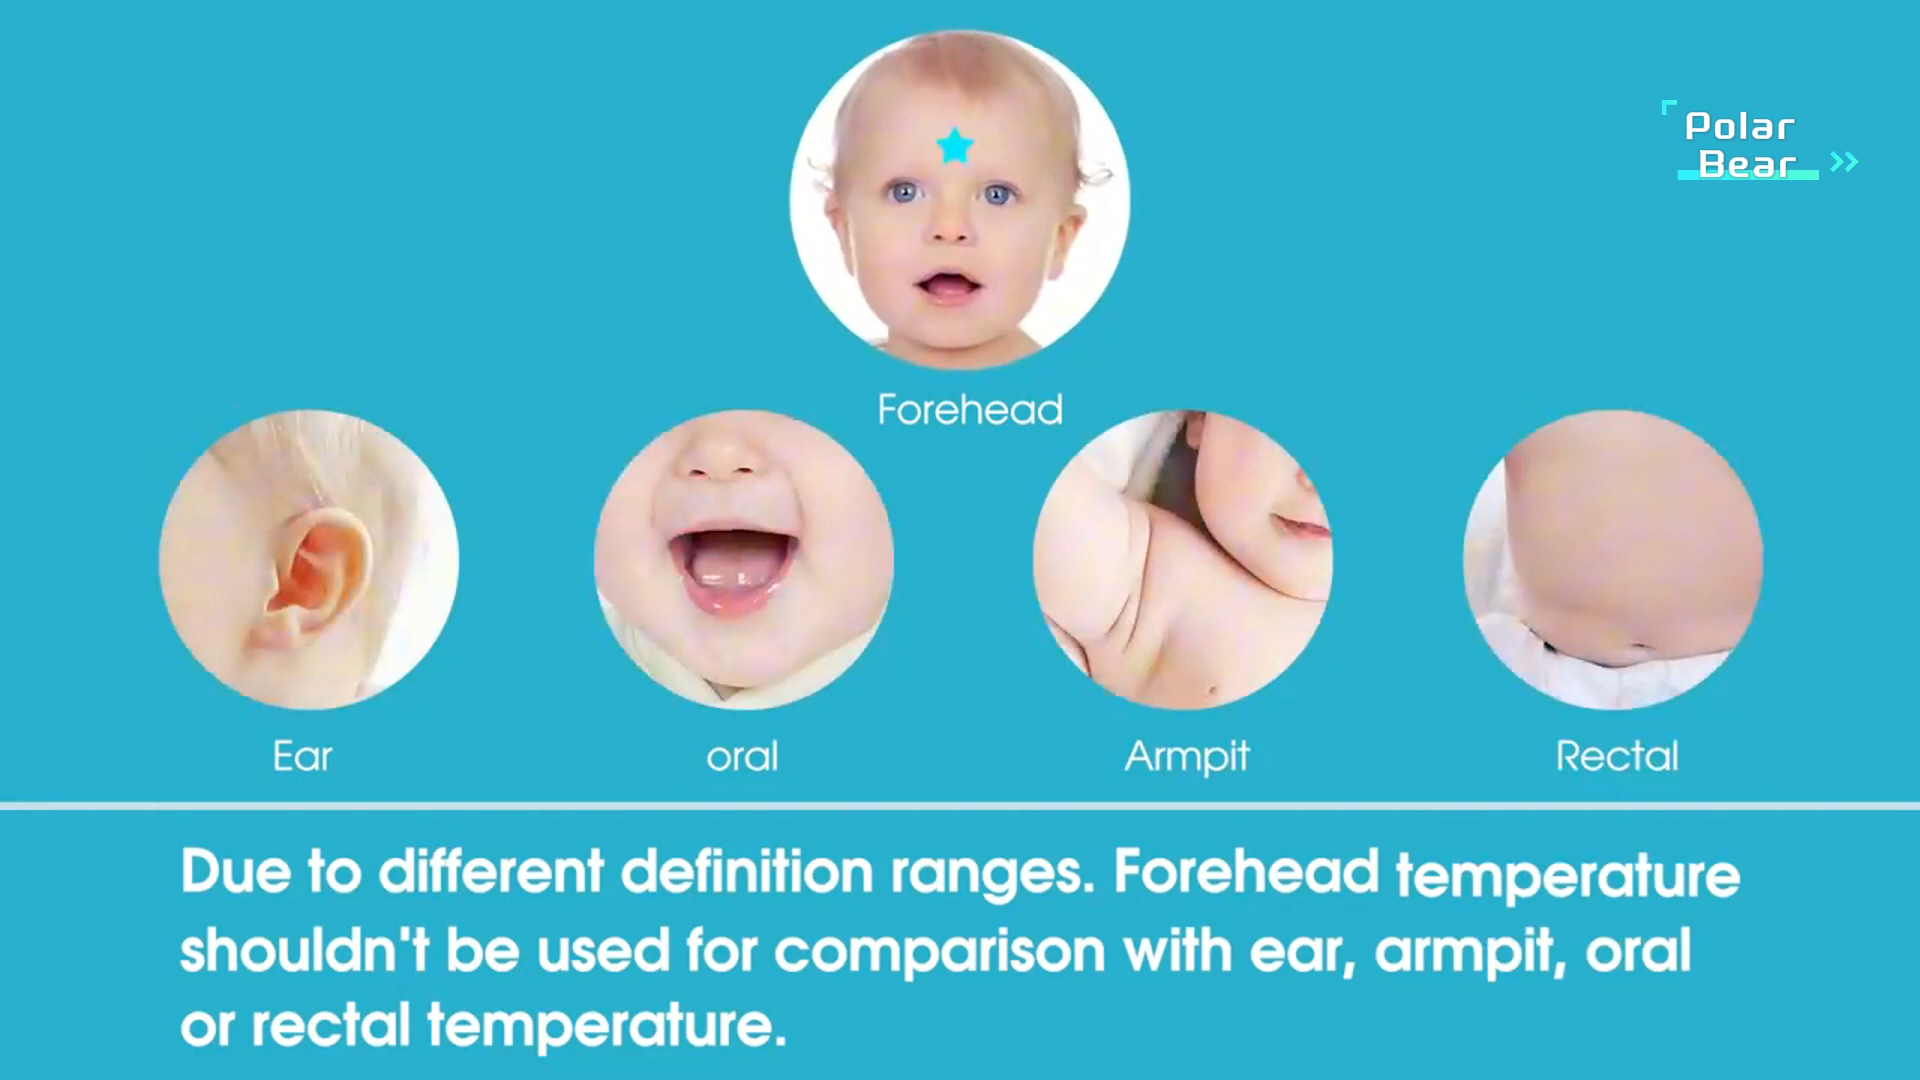 Polar
Bear
Forehead
Ear
oral
Armpit
Rectal
Due to different definition ranges. Forehead temperature
shouldn't be used for comparison with ear, armpit, oral
or rectal temperature.